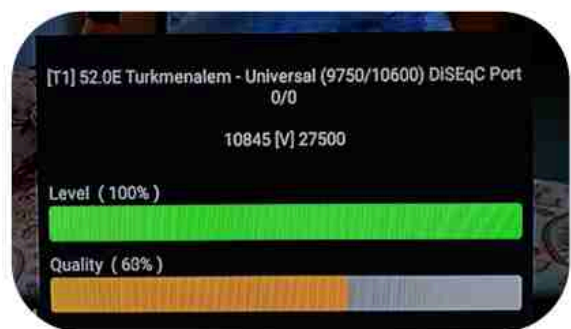 [T1] 52.0E Turkmenalem - Universal (9750/10600) DiSEqC Port
0/0
10845 [V] 27500
Level ( 100% )
Quality ( 63% )